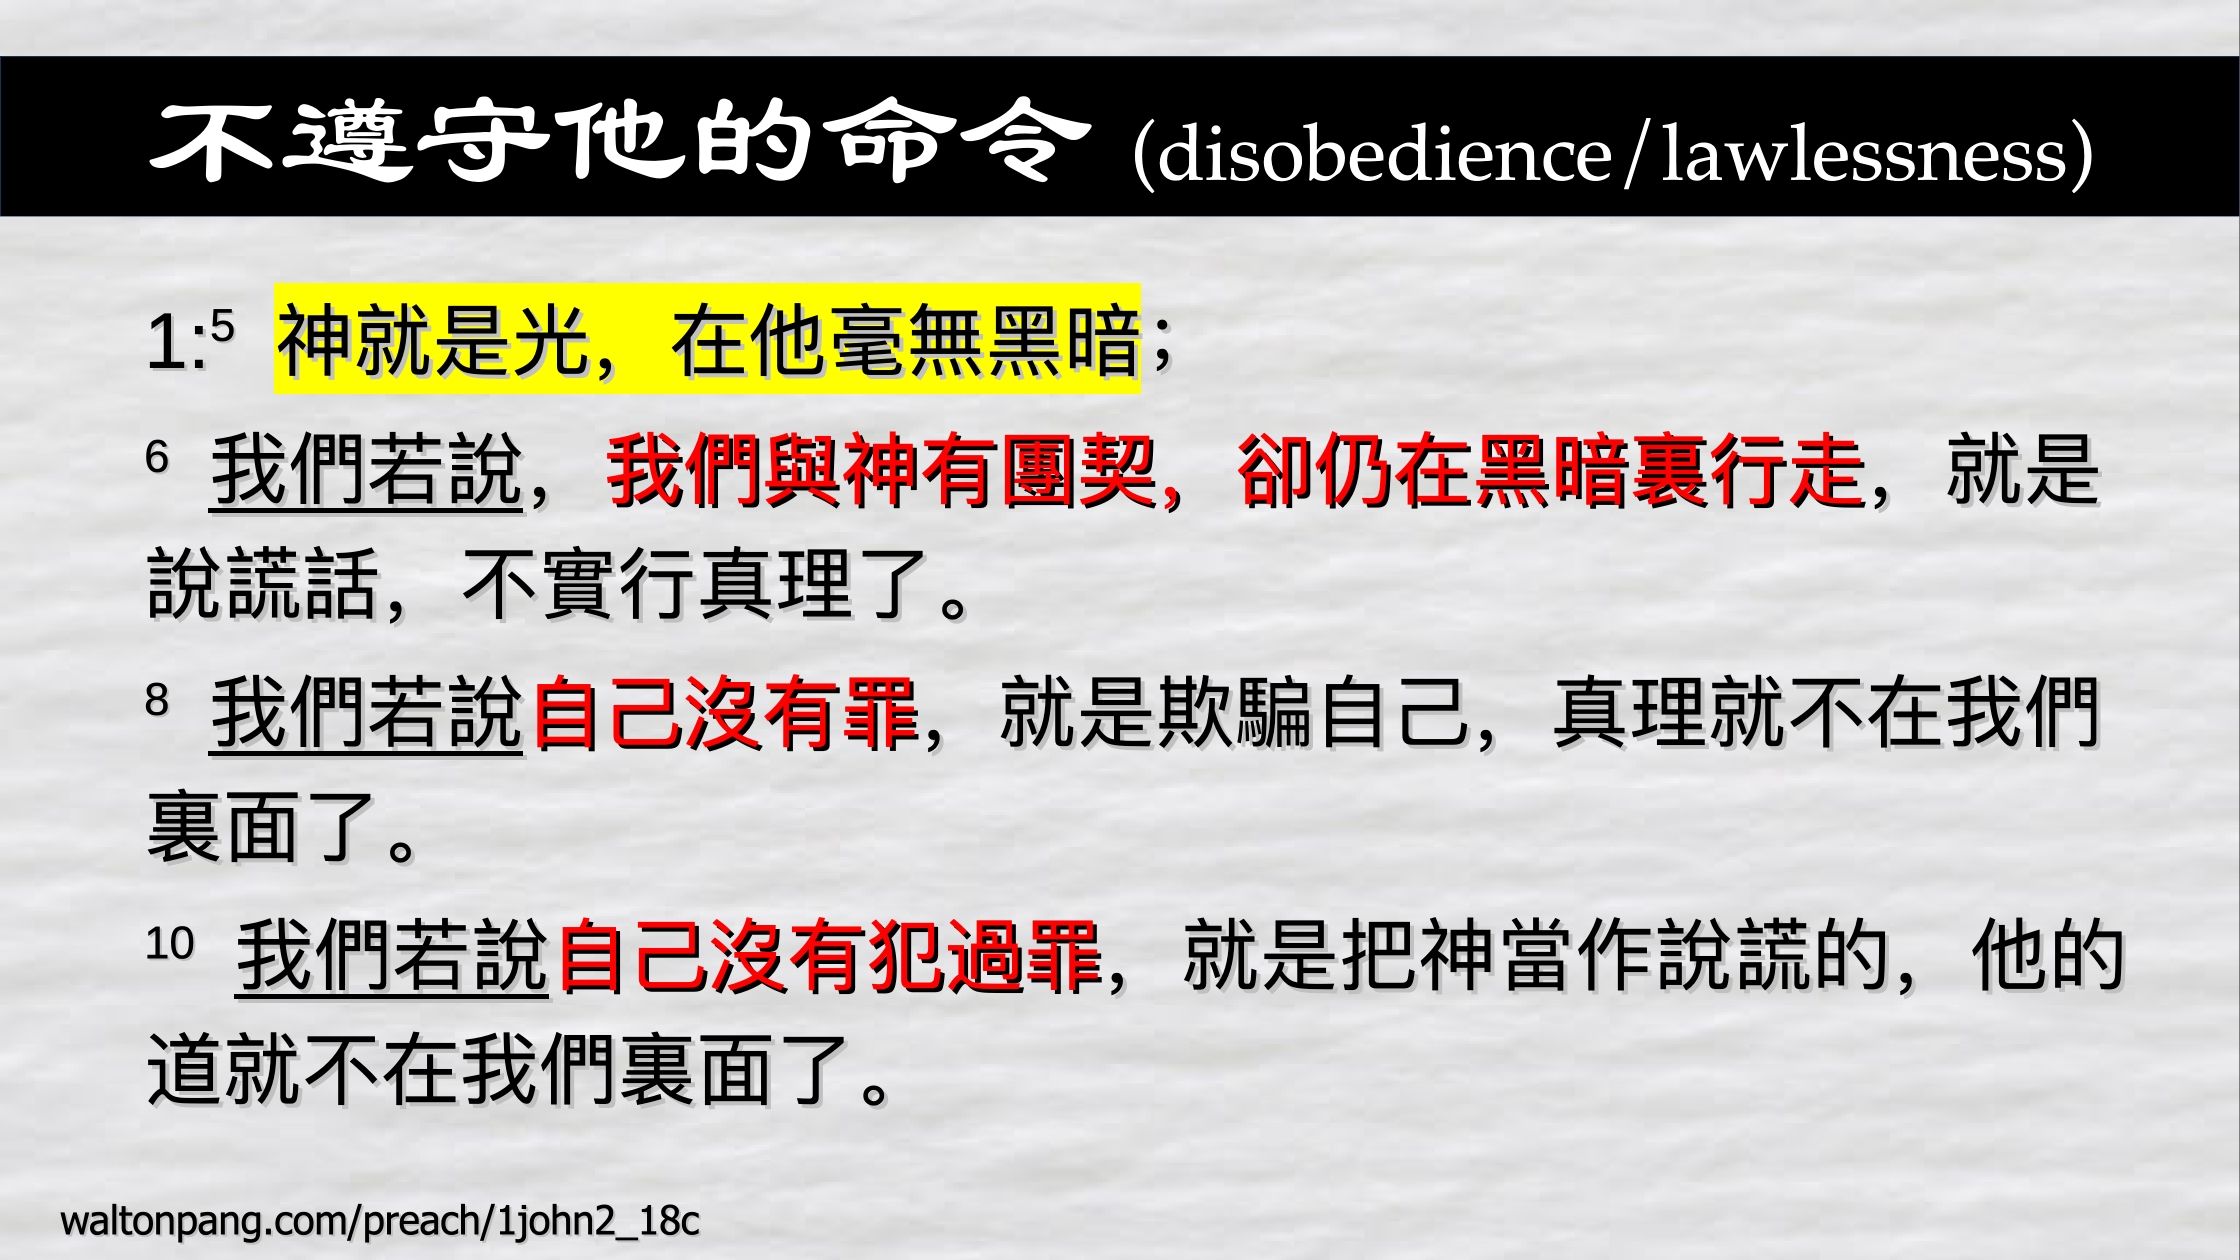 不遵守他的命令 (disobedience/lawlessness)
1:5 神就是光，在他毫無黑暗；
6 我們若說，我們與神有團契，卻仍在黑暗裏行走，就是
說謊話，不實行真理了。
8 我們若說自己沒有罪，就是欺騙自己，真理就不在我們
裏面了。
10 我們若說自己沒有犯過罪，就是把神當作說謊的，他的
道就不在我們裏面了。
waltonpang.com/preach/1john2_18c